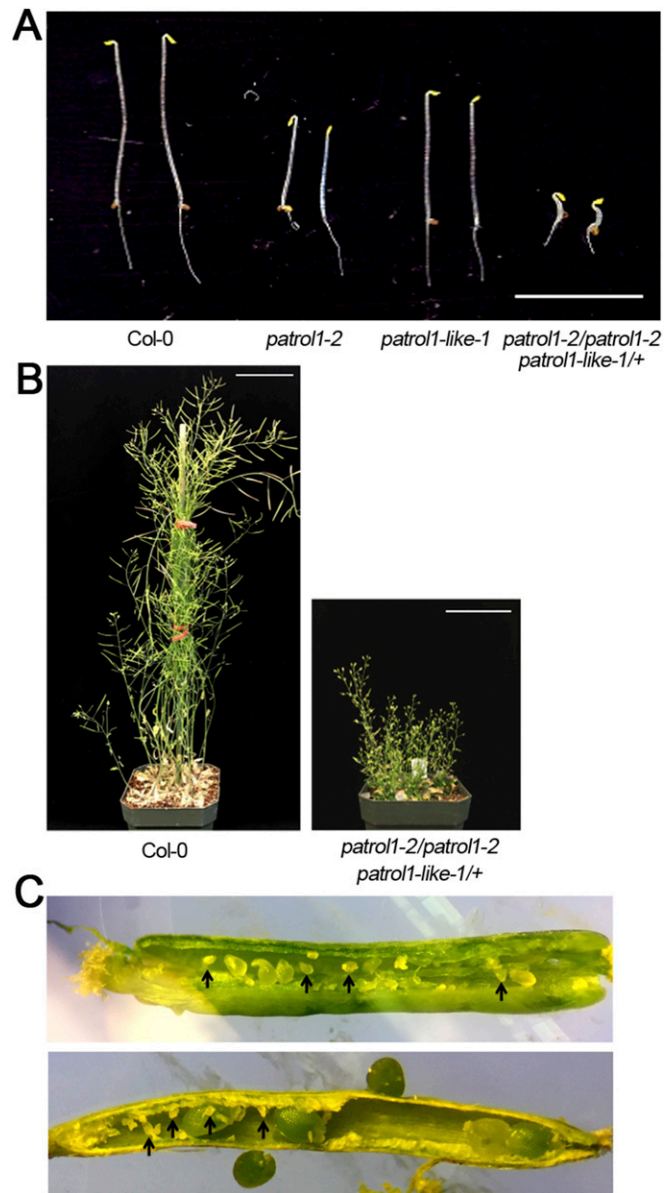 A
Col-0 patrol1-2 patrol1-like-1 patrol1-2/patrol1-2
patrol1-like-1/+
B
Col-0 patrol1-2/patrol1-2
patrol1-like-1/+
C